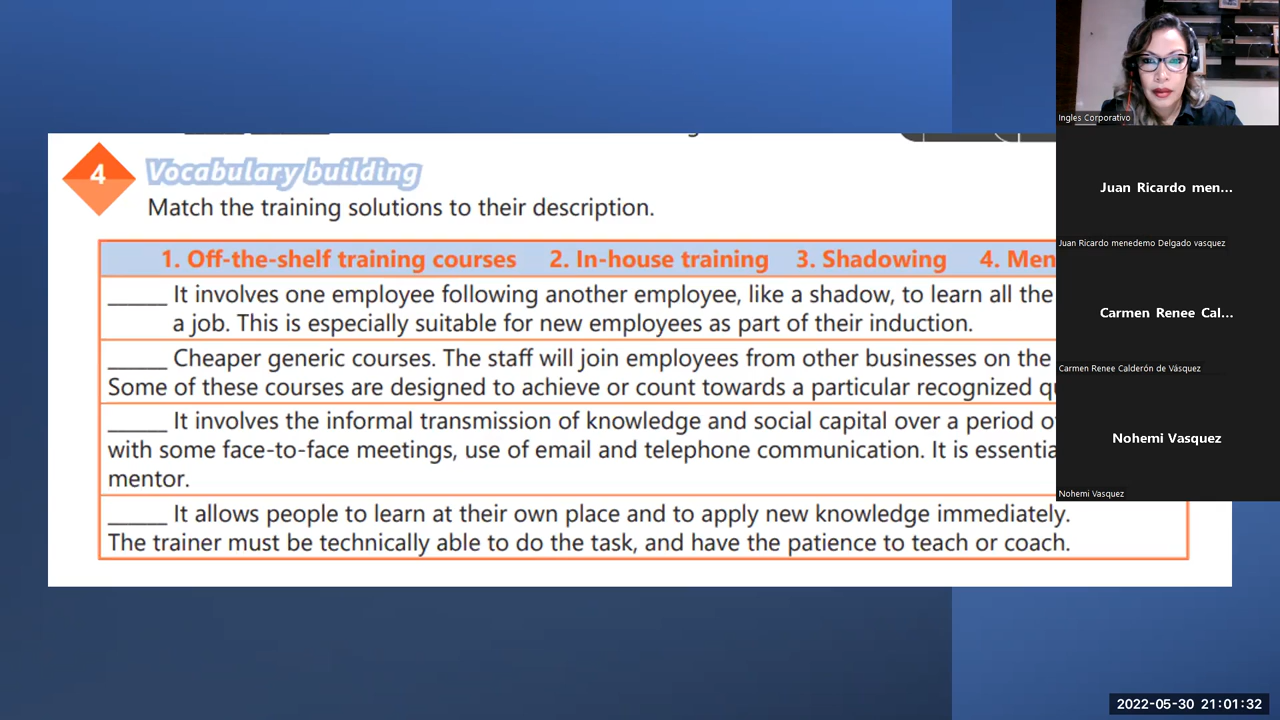 4
Vocabulary building
Match the training solutions to their description.
1. Off-the-shelf training courses 2. In-house training 3. Shadowing 4. Men
______ It involves one employee following another employee, like a shadow, to learn all the
a job. This is especially suitable for new employees as part of their induction.
______ Cheaper generic courses. The staff will join employees from other businesses on the
Some of these courses are designed to achieve or count towards a particular recognized
______ It involves the informal transmission of knowledge and social capital over a period
with some face-to-face meetings, use of email and telephone communication. It is
mentor.
______ It allows people to learn at their own place and to apply new knowledge immediately.
The trainer must be technically able to do the task, and have the patience to teach or coach.
Ingles Corporativo
Juan Ricardo men...
Juan Ricardo menedemo Delgado vasquez
Carmen Renee Cal...
Carmen Renee Calderón de Vásquez
Nohemi Vasquez
Nohemi Vasquez
2022-05-30 21:01:32